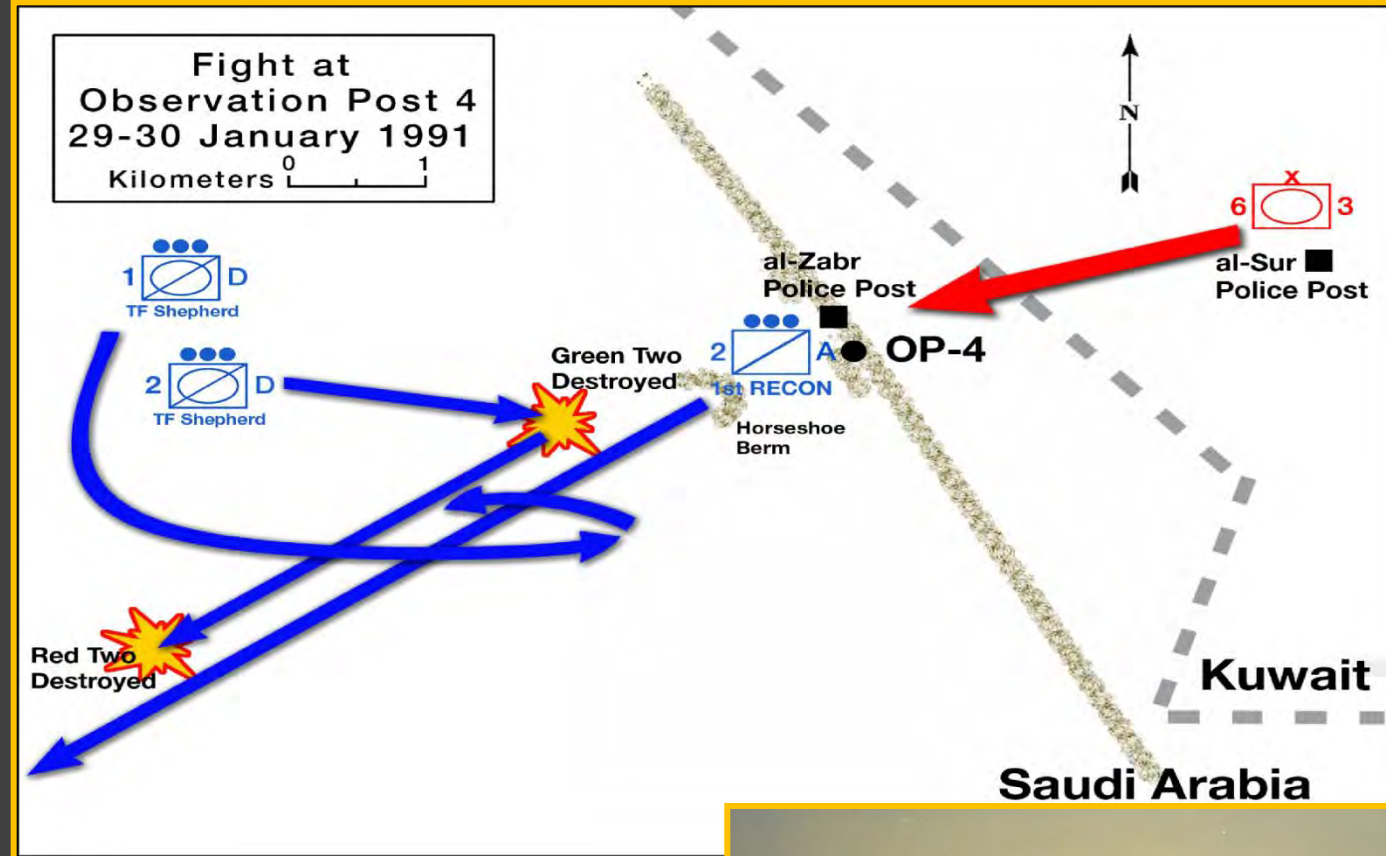 Fight at
Observation Post 4
29-30 January 1991
0 1
Kilometers
N
x
6 3
al-Sur
Police Post
al-Zabr
Police Post
1 D
TF Shepherd
2 D
TF Shepherd
Green Two
Destroyed
2 A
1st RECON
OP-4
Horseshoe
Berm
Red Two
Destroyed
Kuwait
Saudi Arabia